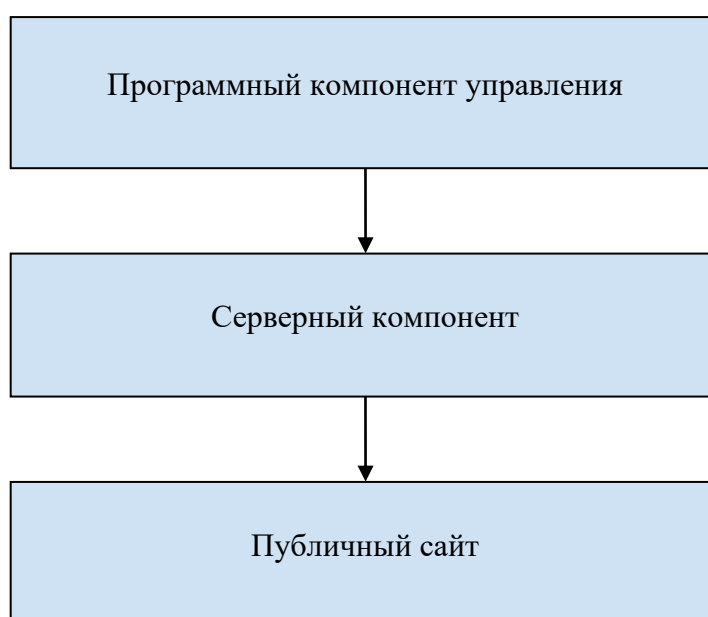 Программный компонент управления
Серверный компонент
Публичный сайт